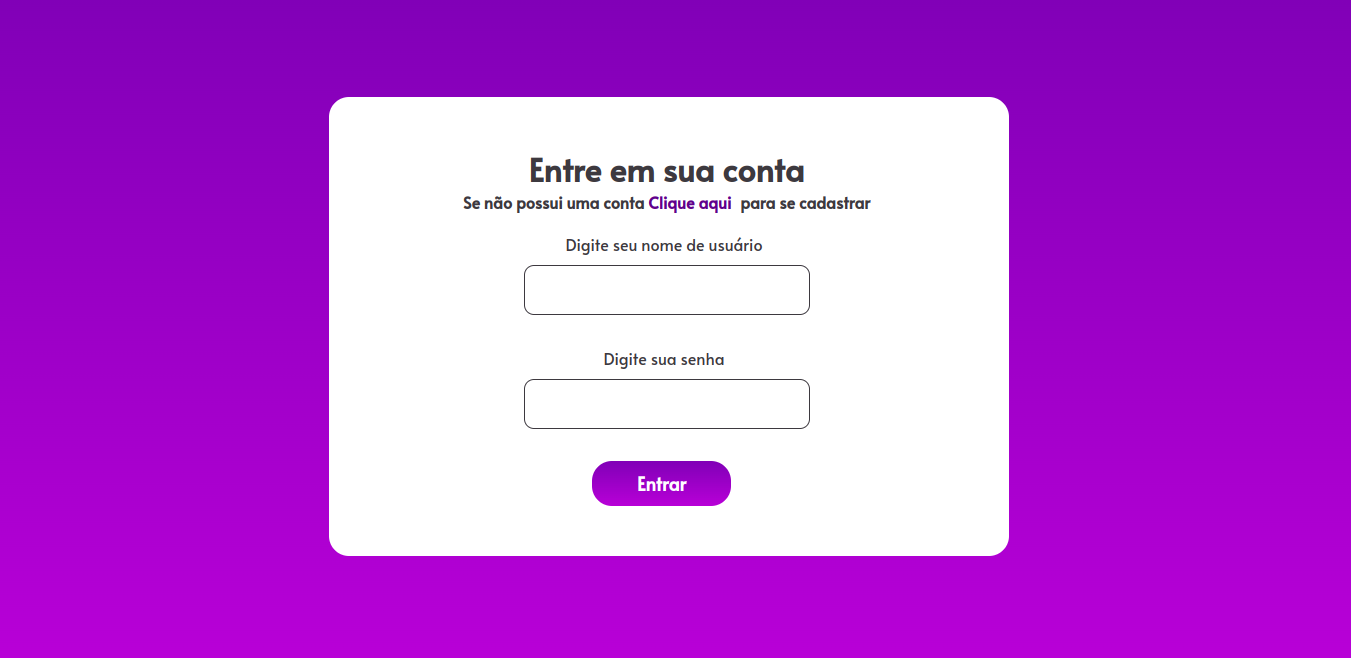 Entre em sua conta
Se não possui uma conta Clique aqui para se cadastrar
Digite seu nome de usuário
Digite sua senha
Entrar